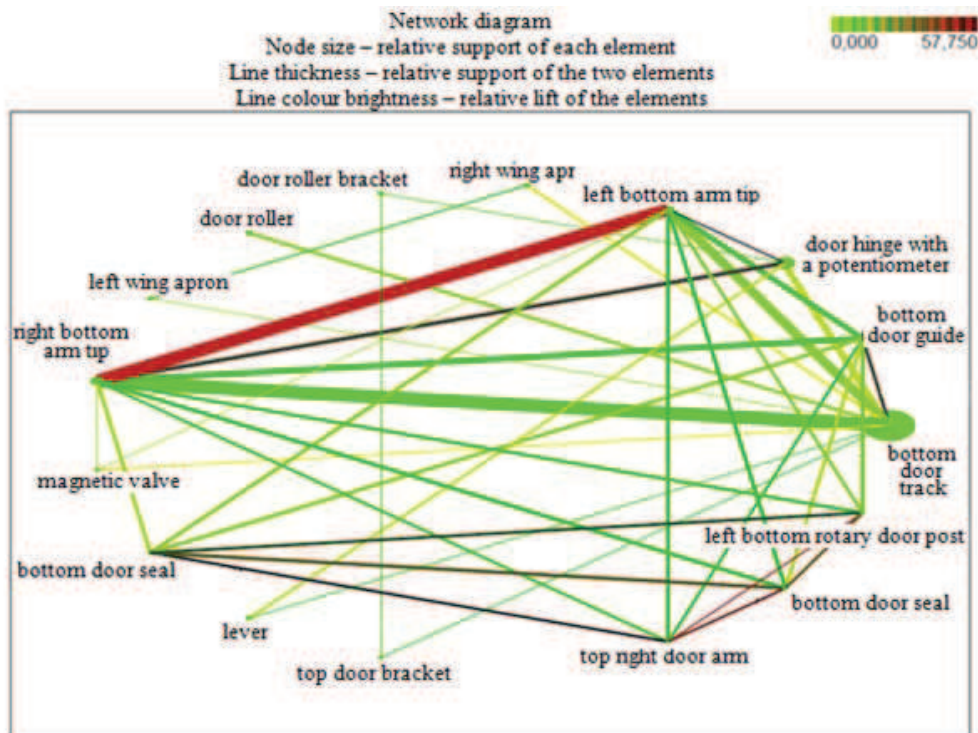 Network diagram
Node size – relative support of each element
Line thickness – relative support of the two elements
Line colour brightness – relative lift of the elements
0,000 57,750
right wing apr
door roller bracket
left bottom arm tip
door roller
door hinge with
a potentiometer
left wing apron
bottom
door guide
right bottom
arm tip
bottom
door
track
magnetic valve
left bottom rotary door post
bottom door seal
bottom door seal
lever
top right door arm
top door bracket